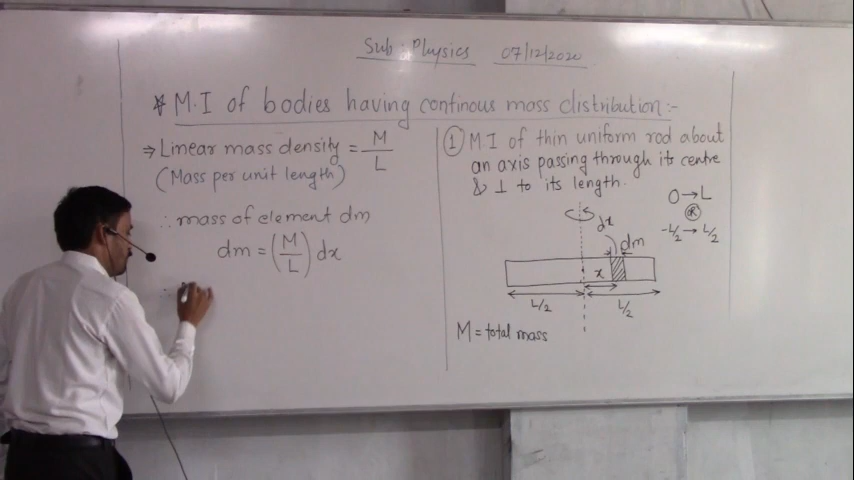 Sub : Physics 07/12/2020
* M.I of bodies having continous mass distribution :-
⇒ Linear mass density = M/L
(Mass per unit length)
∴ mass of element dm
dm = (M/L) dx
① M.I of thin uniform rod about
an axis passing through its centre
& ⊥ to its length.
0 → L
OR
-L/2 → L/2
dx
dm
x
L/2
L/2
M = total mass